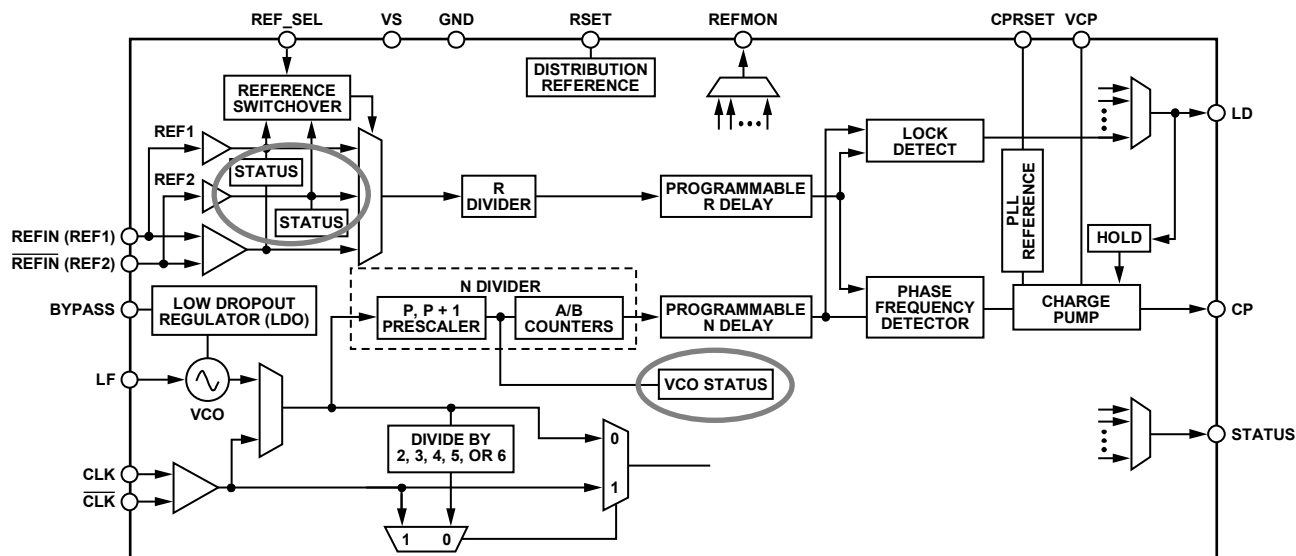 REF_SEL
VS
GND
RSET
REFMON
CPRSET
VCP
DISTRIBUTION
REFERENCE
REFERENCE
SWITCHOVER
REF1
STATUS
REF2
STATUS
R
DIVIDER
PROGRAMMABLE
R DELAY
LOCK
DETECT
PLL
REFERENCE
LD
HOLD
REFIN (REF1)
REFIN (REF2)
BYPASS
LOW DROPOUT
REGULATOR (LDO)
N DIVIDER
P, P + 1
PRESCALER
A/B
COUNTERS
PROGRAMMABLE
N DELAY
PHASE
FREQUENCY
DETECTOR
CHARGE
PUMP
CP
LF
VCO
VCO STATUS
DIVIDE BY
2, 3, 4, 5, OR 6
0
1
STATUS
CLK
CLK
1 0